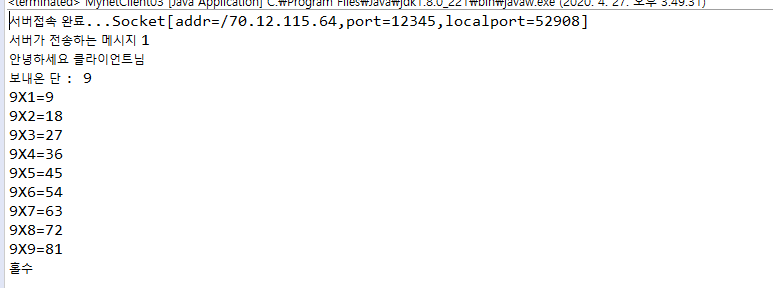 <terminated> MynetClient03 [Java Application] C:\Program Files\Java\jdk1.8.0_221\bin\javaw.exe (2020. 4. 27. 오후 3:49:31)
서버접속 완료...Socket[addr=/70.12.115.64,port=12345,localport=52908]
서버가 전송하는 메시지 1
안녕하세요 클라이언트님
보내온 단 : 9
9X1=9
9X2=18
9X3=27
9X4=36
9X5=45
9X6=54
9X7=63
9X8=72
9X9=81
홀수